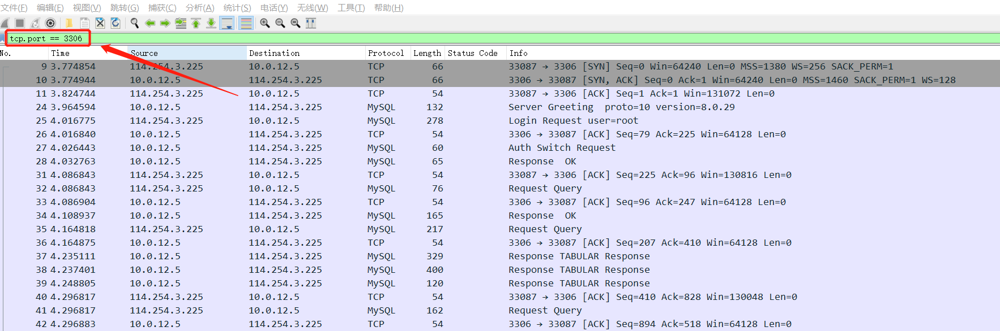 文件(F) 编辑(E) 视图(V) 跳转(G) 捕获(C) 分析(A) 统计(S) 电话(Y) 无线(W) 工具(T) 帮助(H)
tcp.port == 3306
No. Time Source Destination Protocol Length Status Code Info
9 3.774854 114.254.3.225 10.0.12.5 TCP 66 33087 → 3306 [SYN] Seq=0 Win=64240 Len=0 MSS=1380 WS=256 SACK_PERM=1
10 3.774944 10.0.12.5 114.254.3.225 TCP 66 3306 → 33087 [SYN, ACK] Seq=0 Ack=1 Win=64240 Len=0 MSS=1460 SACK_PERM=1 WS=128
11 3.824744 114.254.3.225 10.0.12.5 TCP 54 33087 → 3306 [ACK] Seq=1 Ack=1 Win=131072 Len=0
24 3.964594 10.0.12.5 114.254.3.225 MySQL 132 Server Greeting proto=10 version=8.0.29
25 4.016775 114.254.3.225 10.0.12.5 MySQL 278 Login Request user=root
26 4.016840 10.0.12.5 114.254.3.225 TCP 54 3306 → 33087 [ACK] Seq=79 Ack=225 Win=64128 Len=0
27 4.026443 10.0.12.5 114.254.3.225 MySQL 60 Auth Switch Request
28 4.032763 10.0.12.5 114.254.3.225 MySQL 65 Response OK
31 4.086843 114.254.3.225 10.0.12.5 TCP 54 33087 → 3306 [ACK] Seq=225 Ack=96 Win=130816 Len=0
32 4.086843 114.254.3.225 10.0.12.5 MySQL 76 Request Query
33 4.086904 10.0.12.5 114.254.3.225 TCP 54 3306 → 33087 [ACK] Seq=96 Ack=247 Win=64128 Len=0
34 4.108937 10.0.12.5 114.254.3.225 MySQL 165 Response OK
35 4.164818 114.254.3.225 10.0.12.5 MySQL 217 Request Query
36 4.164875 10.0.12.5 114.254.3.225 TCP 54 3306 → 33087 [ACK] Seq=207 Ack=410 Win=64128 Len=0
37 4.235111 10.0.12.5 114.254.3.225 MySQL 329 Response TABULAR Response
38 4.237401 10.0.12.5 114.254.3.225 MySQL 400 Response TABULAR Response
39 4.248805 10.0.12.5 114.254.3.225 MySQL 120 Response TABULAR Response
40 4.296817 114.254.3.225 10.0.12.5 TCP 54 33087 → 3306 [ACK] Seq=410 Ack=828 Win=130048 Len=0
41 4.296817 114.254.3.225 10.0.12.5 MySQL 162 Request Query
42 4.296883 10.0.12.5 114.254.3.225 TCP 54 3306 → 33087 [ACK] Seq=894 Ack=518 Win=64128 Len=0